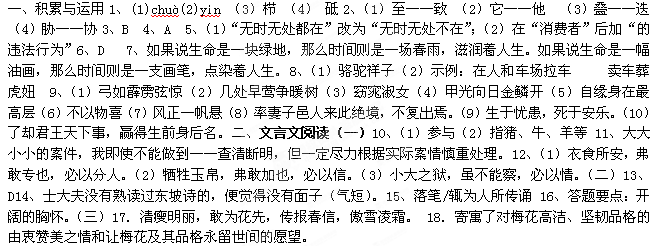 一、积累与运用 1、(1)chuò(2)yìn （3）栉 （4）砥 2、(1）至——致 （2）它——他 （3）叠——迭
（4）胁——协 3、B 4、A 5、(1）“无时无处都在”改为“无时无处不在”；(2）在“消费者”后加“的
违法行为”6、D 7、如果说生命是一块绿地，那么时间则是一场春雨，滋润着人生。如果说生命是一幅
油画，那么时间则是一支画笔，点染着人生。8、（1）骆驼祥子（2）示例：在人和车场拉车 卖车葬
虎妞 9、（1）弓如霹雳弦惊（2）几处早莺争暖树（3）窈窕淑女（4）甲光向日金鳞开（5）自缘身在最
高层（6）不以物喜（7）风正一帆悬（8）率妻子邑人来此绝境，不复出焉。（9）生于忧患，死于安乐。（10）
了却君王天下事，赢得生前身后名。二、文言文阅读（一）10、（1）参与（2）指猪、牛、羊等 11、大大
小小的案件，我即使不能做到一一查清断明，但一定尽力根据实际案情慎重处理。12、（1）衣食所安，弗
敢专也，必以分人。（2）牺牲玉帛，弗敢加也，必以信。（3）小大之狱，虽不能察，必以情。（二）13、
D14、士大夫没有熟读过东坡诗的，便觉得没有面子（气短）。15、落笔/辄为人所传诵 16、答题要点：开
阔的胸怀。（三）17．清瘦明丽，敢为花先，传报春信，傲雪凌霜。 18．寄寓了对梅花高洁、坚韧品格的
由衷赞美之情和让梅花及其品格永留世间的愿望。